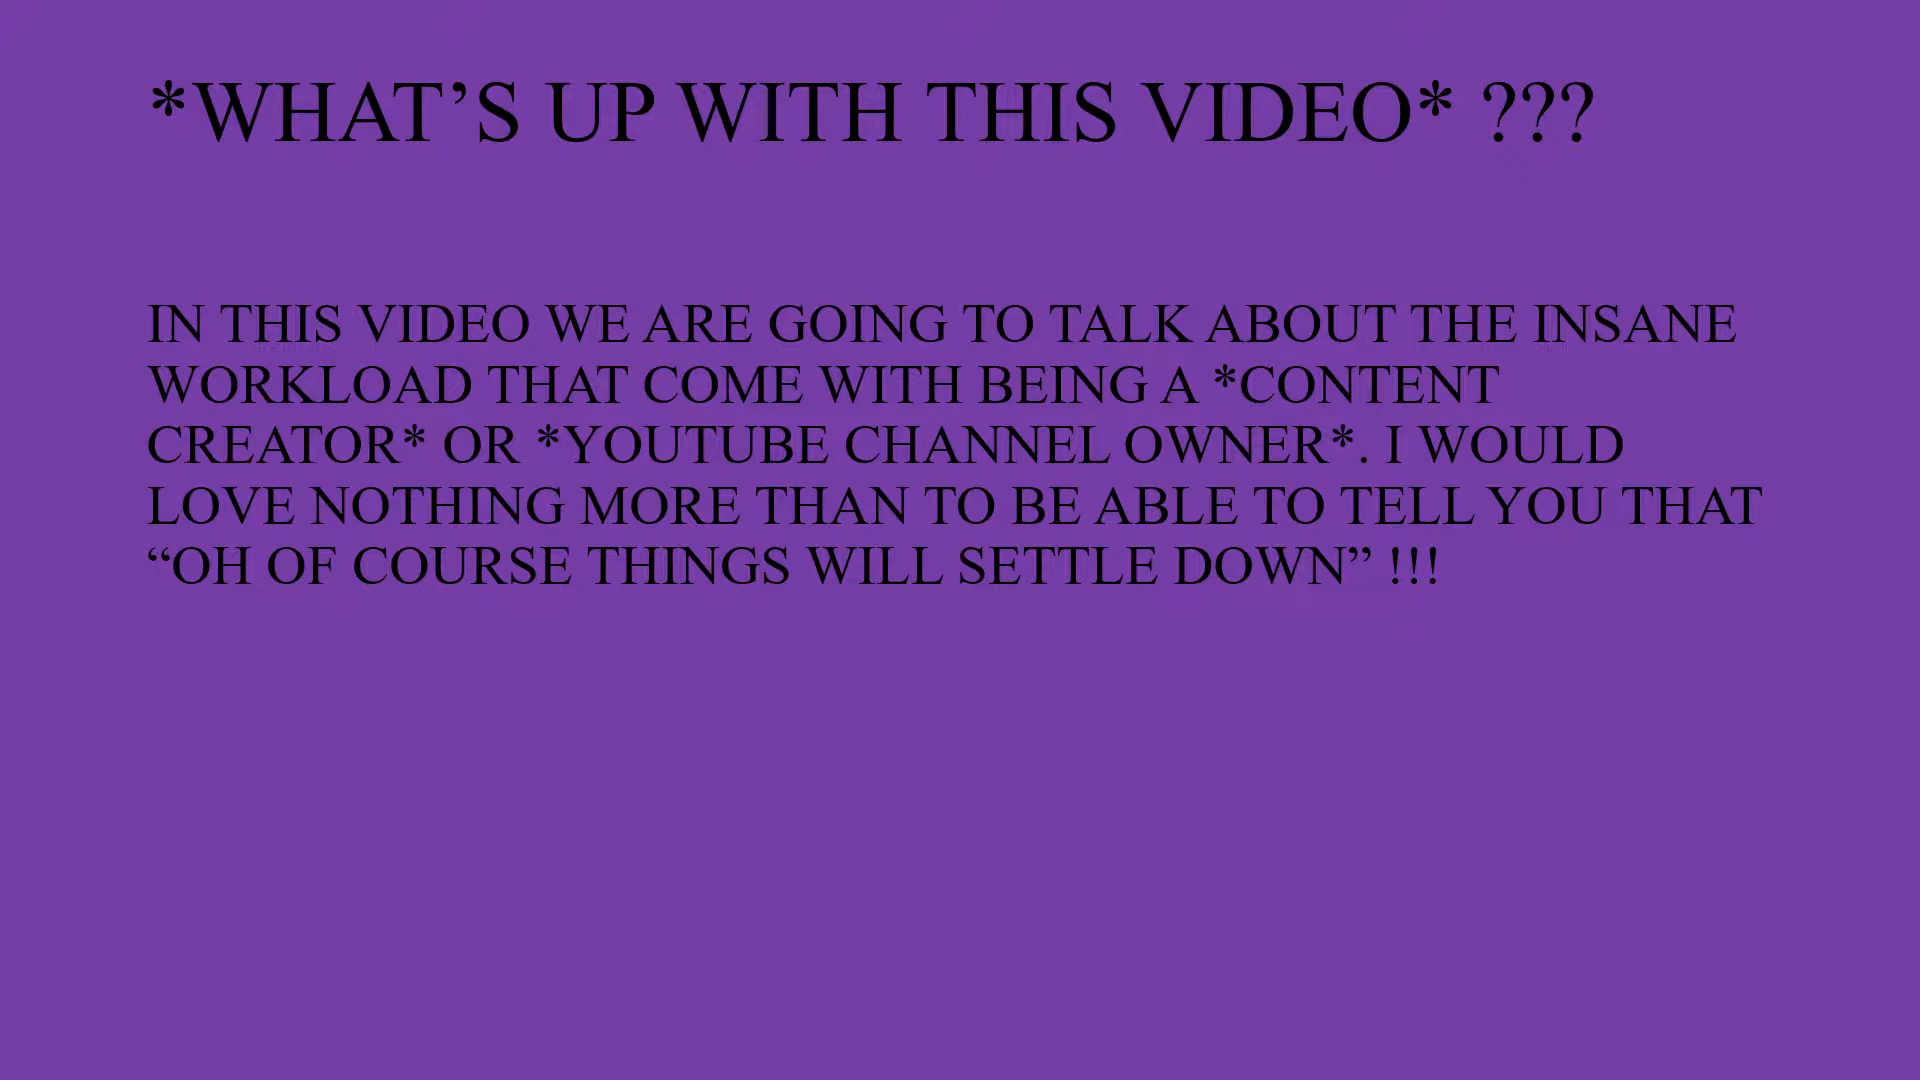 *WHAT’S UP WITH THIS VIDEO* ???
IN THIS VIDEO WE ARE GOING TO TALK ABOUT THE INSANE
WORKLOAD THAT COME WITH BEING A *CONTENT
CREATOR* OR *YOUTUBE CHANNEL OWNER*. I WOULD
LOVE NOTHING MORE THAN TO BE ABLE TO TELL YOU THAT
“OH OF COURSE THINGS WILL SETTLE DOWN” !!!